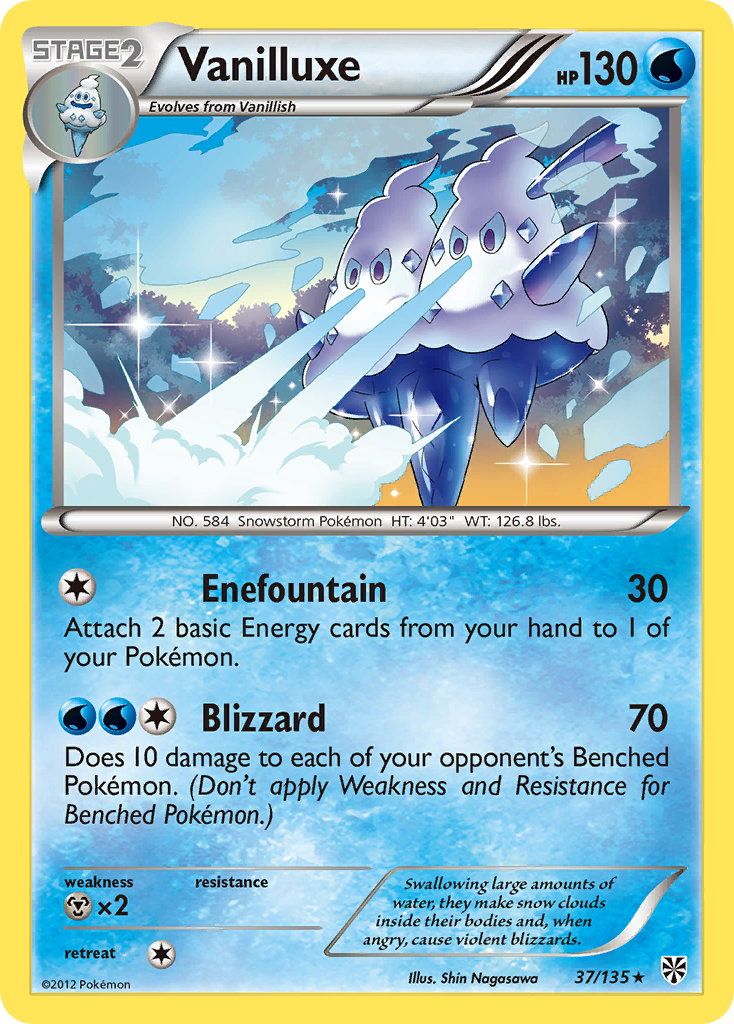 STAGE2
Vanilluxe
HP130
Evolves from Vanillish
NO. 584 Snowstorm Pokémon HT: 4'03" WT: 126.8 lbs.
Enefountain 30
Attach 2 basic Energy cards from your hand to 1 of
your Pokémon.
Blizzard 70
Does 10 damage to each of your opponent's Benched
Pokémon. (Don't apply Weakness and Resistance for
Benched Pokémon.)
weakness resistance
×2
retreat
Swallowing large amounts of
water, they make snow clouds
inside their bodies and, when
angry, cause violent blizzards.
©2012 Pokémon
Illus. Shin Nagasawa 37/135★